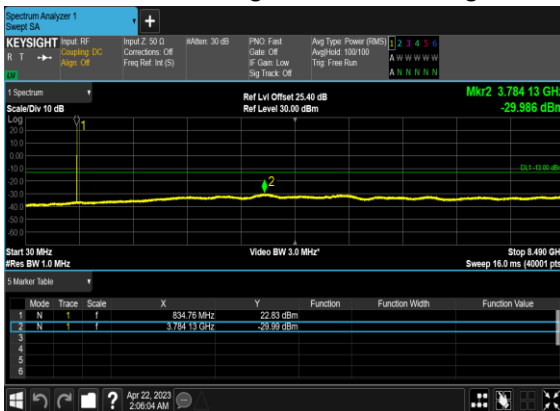 Spectrum Analyzer 1
Swept SA
+
KEYSIGHT Input: RF Input Z: 50 Ω #Atten: 30 dB PNO: Fast Avg Type: Power (RMS) 1 2 3 4 5 6
R T Coupling: DC Corrections: Off Gate: Off Avg|Hold: 100/100 A W W W W W
Align: Off Freq Ref: Int (S) IF Gain: Low Trig: Free Run
LV Sig Track: Off A N N N N N
1 Spectrum Ref Lvl Offset 25.40 dB Mkr2 3.784 13 GHz
Scale/Div 10 dB Ref Level 30.00 dBm -29.986 dBm
Log
1
20.0
10.0
0.00
-10.0
DL1 -13.00 dBm
-20.0
2
-30.0
-40.0
-50.0
-60.0
Start 30 MHz Video BW 3.0 MHz* Stop 8.490 GH
#Res BW 1.0 MHz Sweep 16.0 ms (40001 pts
5 Marker Table
Mode Trace Scale X Y Function Function Width Function Value
1 N 1 f 834.76 MHz 22.83 dBm
2 N 1 f 3.784 13 GHz -29.99 dBm
3
4
5
6
? Apr 22, 2023
2:06:04 AM